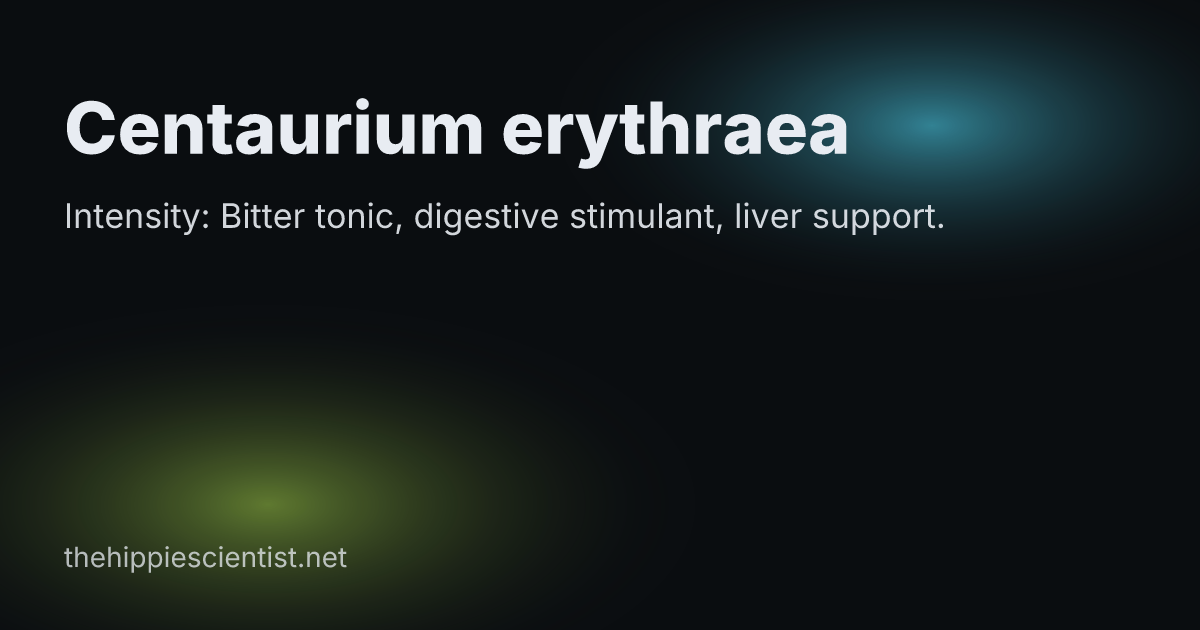 Centaurium erythraea
Intensity: Bitter tonic, digestive stimulant, liver support.
thehippiescientist.net